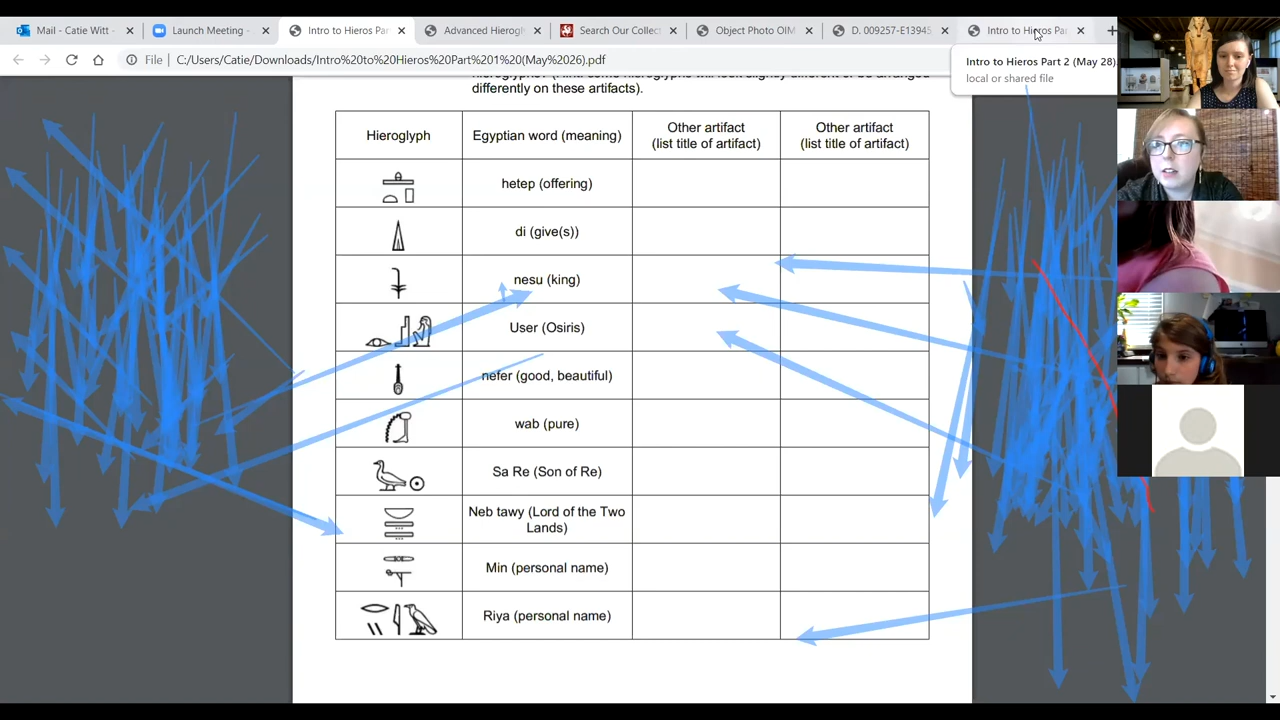 Mail - Catie Witt -
Launch Meeting -
Intro to Hieros Par
Advanced Hierogl
Search Our Collec
Object Photo OIM
D. 009257-E13945
Intro to Hieros Par
File
C:/Users/Catie/Downloads/Intro%20to%20Hieros%20Part%201%20(May%2026).pdf
Intro to Hieros Part 2 (May 28)
local or shared file
differently on these artifacts).
Hieroglyph
Egyptian word (meaning)
Other artifact
(list title of artifact)
Other artifact
(list title of artifact)
hetep (offering)
di (give(s))
nesu (king)
User (Osiris)
nefer (good, beautiful)
wab (pure)
Sa Re (Son of Re)
Neb tawy (Lord of the Two
Lands)
Min (personal name)
Riya (personal name)